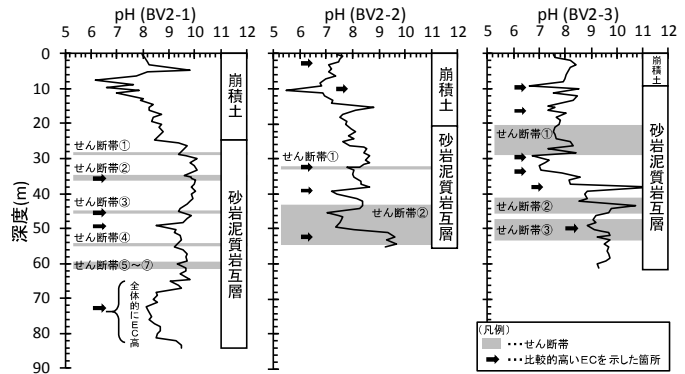 pH (BV2-1)
5 6 7 8 9 10 11 12
深度(m)
0
10
20
30
40
50
60
70
80
90
せん断帯①
せん断帯②
せん断帯③
せん断帯④
せん断帯⑤〜⑦
全体的にEC高
崩積土
砂岩泥質岩互層
pH (BV2-2)
5 6 7 8 9 10 11 12
せん断帯①
せん断帯②
崩積土
砂岩泥質岩互層
pH (BV2-3)
5 6 7 8 9 10 11 12
せん断帯①
せん断帯②
せん断帯③
崩積土
砂岩泥質岩互層
(凡例)
•••せん断帯
•••比較的高いECを示した箇所